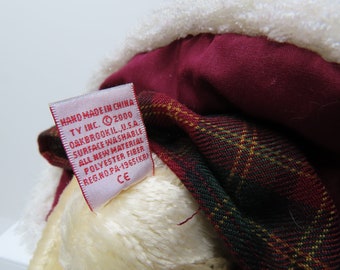 HAND MADE IN CHINA
TY INC. © 2000
OAKBROOK IL, U.S.A.
SURFACE WASHABLE
ALL NEW MATERIAL
POLYESTER FIBER
REG. NO. PA-1965(KR)
CE